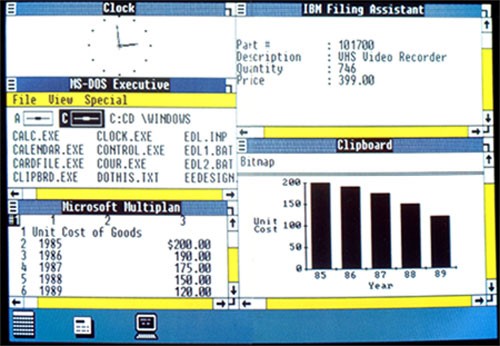 Clock
MS-DOS Executive
File View Special
A C C:CD \WINDOWS
CALC.EXE CLOCK.EXE EDL.INP
CALENDAR.EXE CONTROL.EXE EDL1.BAT
CARDFILE.EXE COUR.EXE EDL2.BAT
CLIPBRD.EXE DOTHIS.TXT EEDESIGN.
Microsoft Multiplan
1 1 2 3
1 Unit Cost of Goods
2 1985 $200.00
3 1986 190.00
4 1987 175.00
5 1988 150.00
6 1989 120.00
IBM Filing Assistant
Part # : 101700
Description : VHS Video Recorder
Quantity : 746
Price : 399.00
Clipboard
Bitmap
200
150
Unit
Cost
100
50
0
85 86 87 88 89
Year